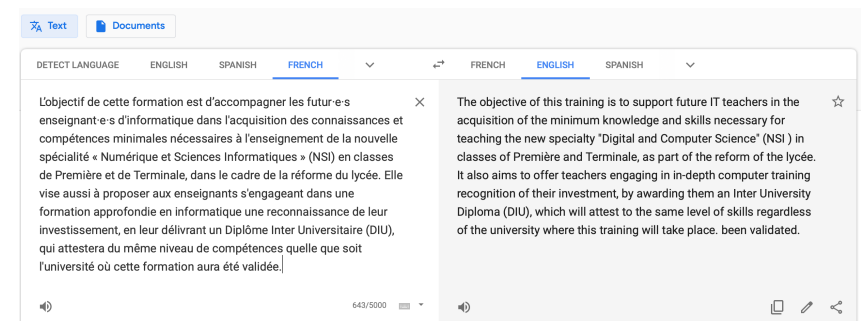 Text
Documents
DETECT LANGUAGE
ENGLISH
SPANISH
FRENCH
FRENCH
ENGLISH
SPANISH
L'objectif de cette formation est d'accompagner les futur·e·s
enseignant·e·s d'informatique dans l'acquisition des connaissances et
compétences minimales nécessaires à l'enseignement de la nouvelle
spécialité « Numérique et Sciences Informatiques » (NSI) en classes
de Première et de Terminale, dans le cadre de la réforme du lycée. Elle
vise aussi à proposer aux enseignants s'engageant dans une
formation approfondie en informatique une reconnaissance de leur
investissement, en leur délivrant un Diplôme Inter Universitaire (DIU),
qui attestera du même niveau de compétences quelle que soit
l'université où cette formation aura été validée.
643/5000
The objective of this training is to support future IT teachers in the
acquisition of the minimum knowledge and skills necessary for
teaching the new specialty "Digital and Computer Science" (NSI ) in
classes of Première and Terminale, as part of the reform of the lycée.
It also aims to offer teachers engaging in in-depth computer training
recognition of their investment, by awarding them an Inter University
Diploma (DIU), which will attest to the same level of skills regardless
of the university where this training will take place. been validated.